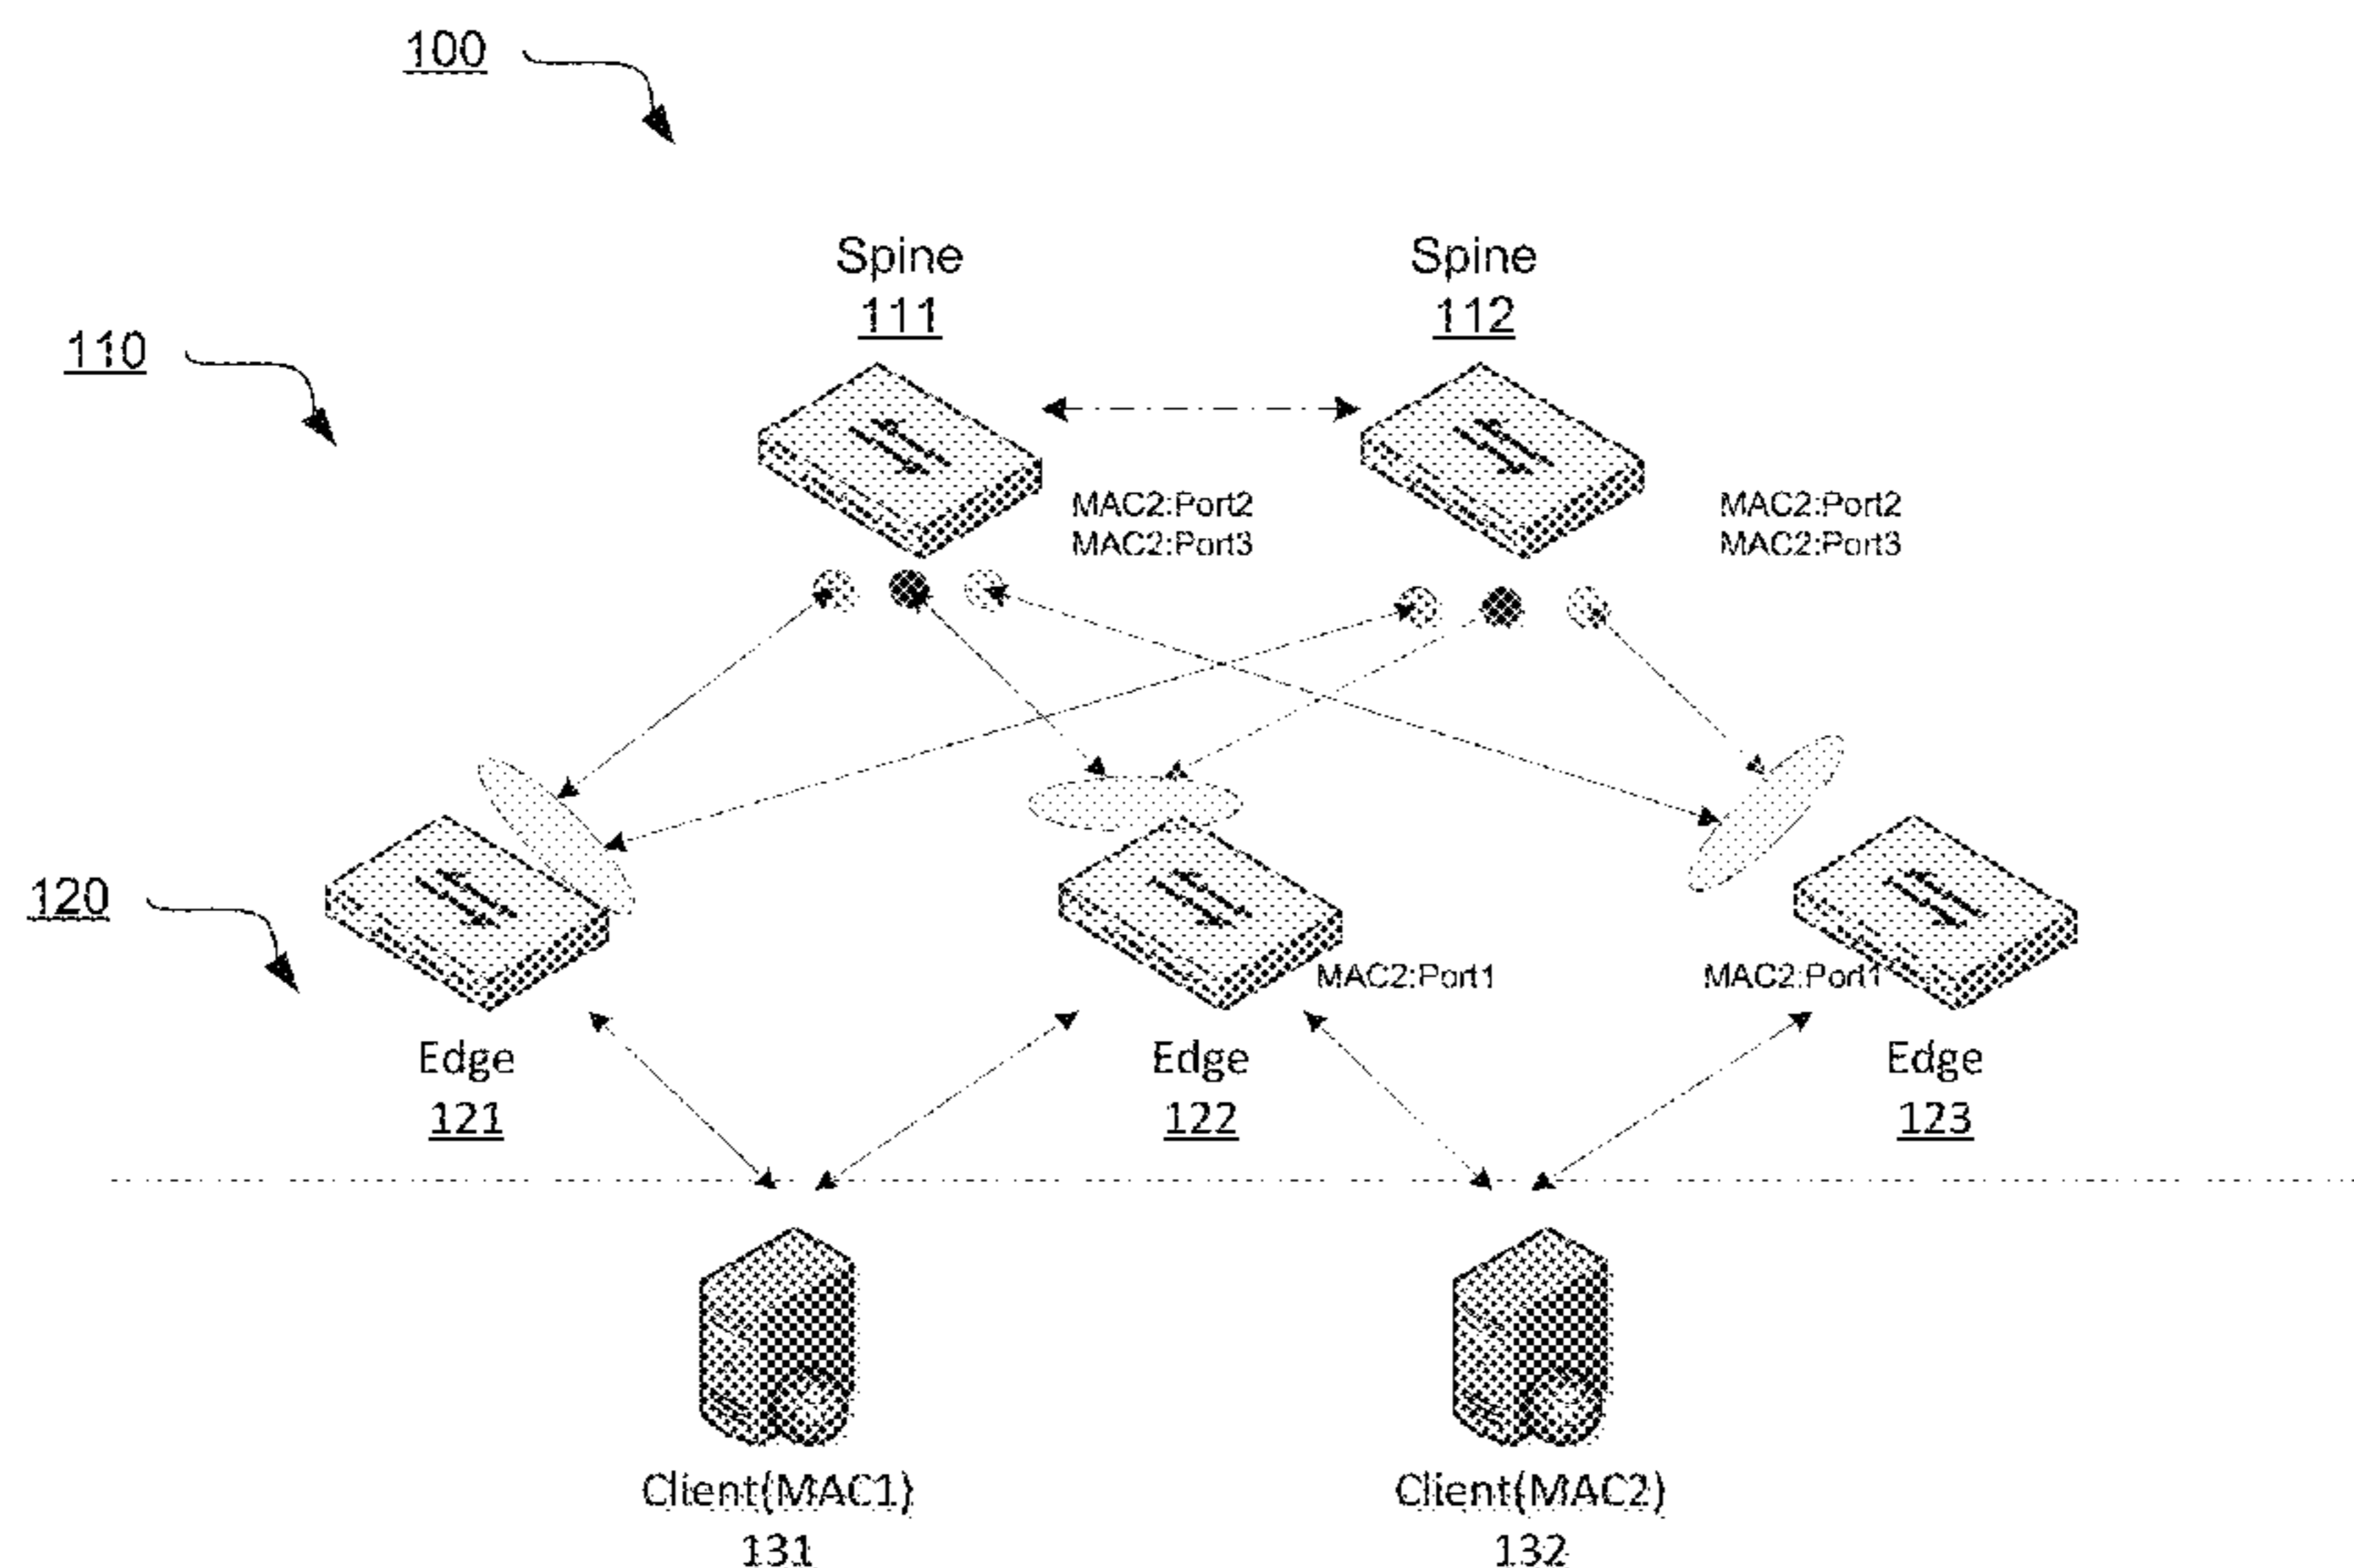 100
Spine
111
Spine
112
110
MAC2:Port2
MAC2:Port3
MAC2:Port2
MAC2:Port3
120
MAC2:Port1
MAC2:Port1
Edge
121
Edge
122
Edge
123
Client(MAC1)
131
Client(MAC2)
132